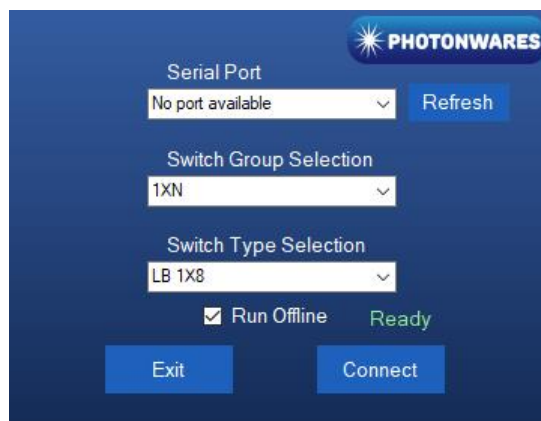 PHOTONWARES
Serial Port
No port available
Refresh
Switch Group Selection
1XN
Switch Type Selection
LB 1X8
Run Offline
Ready
Exit
Connect